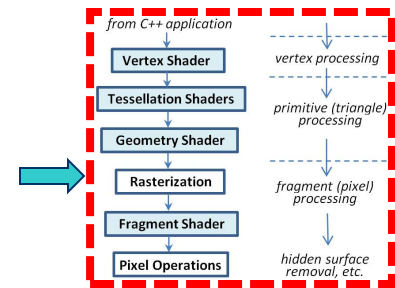 from C++ application
Vertex Shader
Tessellation Shaders
Geometry Shader
Rasterization
Fragment Shader
Pixel Operations
vertex processing
primitive (triangle)
processing
fragment (pixel)
processing
hidden surface
removal, etc.